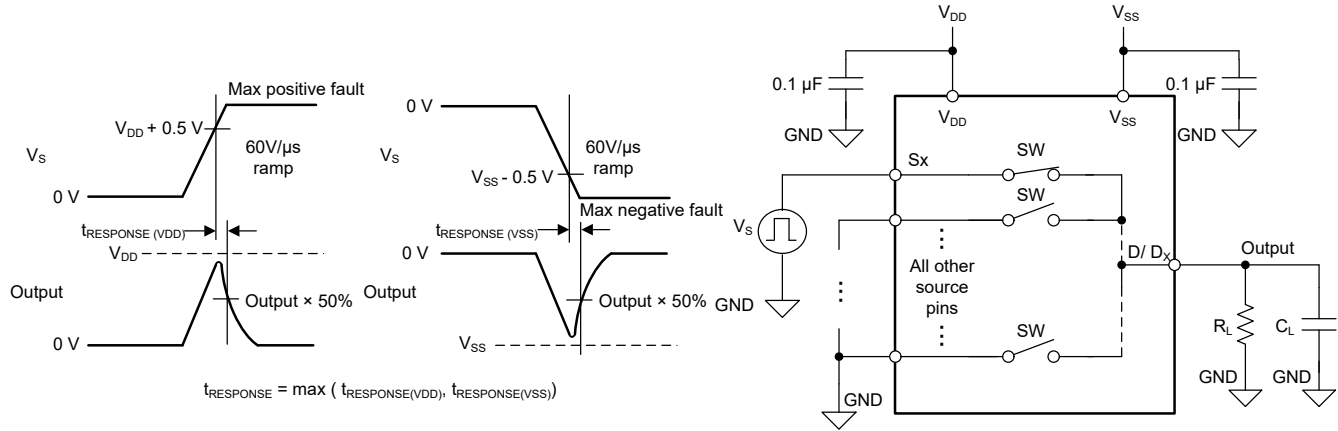 Max positive fault
V_DD + 0.5 V
60V/µs
ramp
V_S
0 V
t_RESPONSE (VDD)
V_DD
Output
Output × 50%
0 V
0 V
60V/µs
ramp
V_SS - 0.5 V
V_S
Max negative fault
t_RESPONSE (VSS)
0 V
Output
Output × 50%
V_SS
t_RESPONSE = max ( t_RESPONSE(VDD), t_RESPONSE(VSS))
V_DD
V_SS
0.1 µF
0.1 µF
GND
V_DD
V_SS
GND
Sx
SW
SW
V_S
GND
All other
source
pins
D/ D_X
Output
SW
GND
R_L
C_L
GND
GND